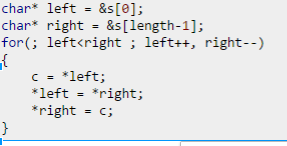 char* left = &s[0];
char* right = &s[length-1];
for(; left<right ; left++, right--)
{
    c = *left;
    *left = *right;
    *right = c;
}